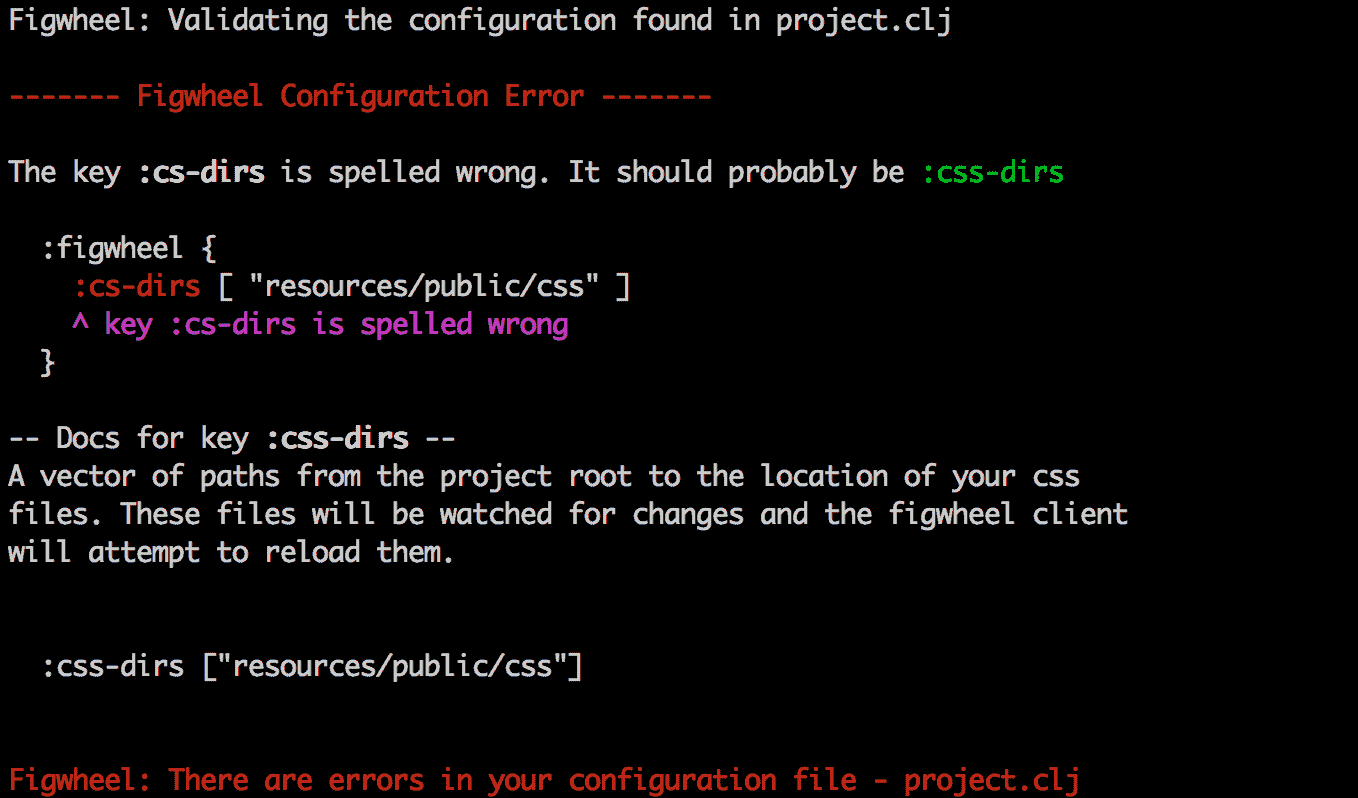 Figwheel: Validating the configuration found in project.clj
------- Figwheel Configuration Error -------
The key :cs-dirs is spelled wrong. It should probably be :css-dirs
:figwheel {
:cs-dirs [ "resources/public/css" ]
^ key :cs-dirs is spelled wrong
}
-- Docs for key :css-dirs --
A vector of paths from the project root to the location of your css
files. These files will be watched for changes and the figwheel client
will attempt to reload them.
:css-dirs ["resources/public/css"]
Figwheel: There are errors in your configuration file - project.clj